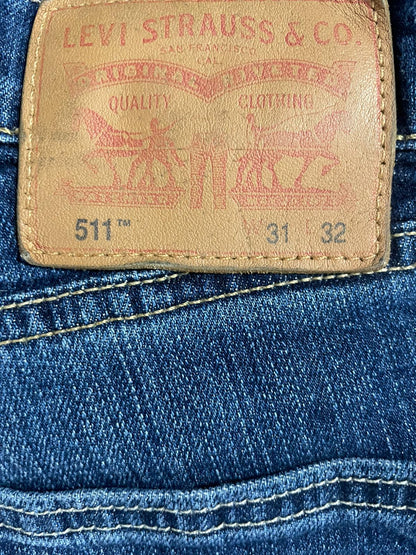 LEVI STRAUSS & CO.
SAN FRANCISCO
CAL.
QUALITY CLOTHING
511™ 31 32